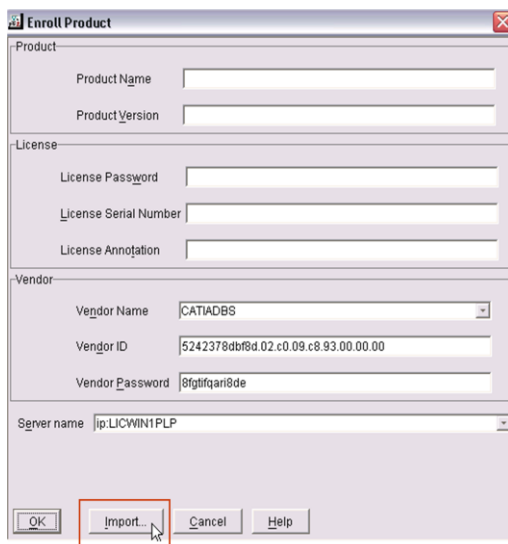 Enroll Product
Product
Product Name
Product Version
License
License Password
License Serial Number
License Annotation
Vendor
Vendor Name CATIADBS
Vendor ID 5242378dbf8d.02.c0.09.c8.93.00.00.00
Vendor Password 8fgtifqari8de
Server name ip:LICWIN1PLP
OK Import... Cancel Help